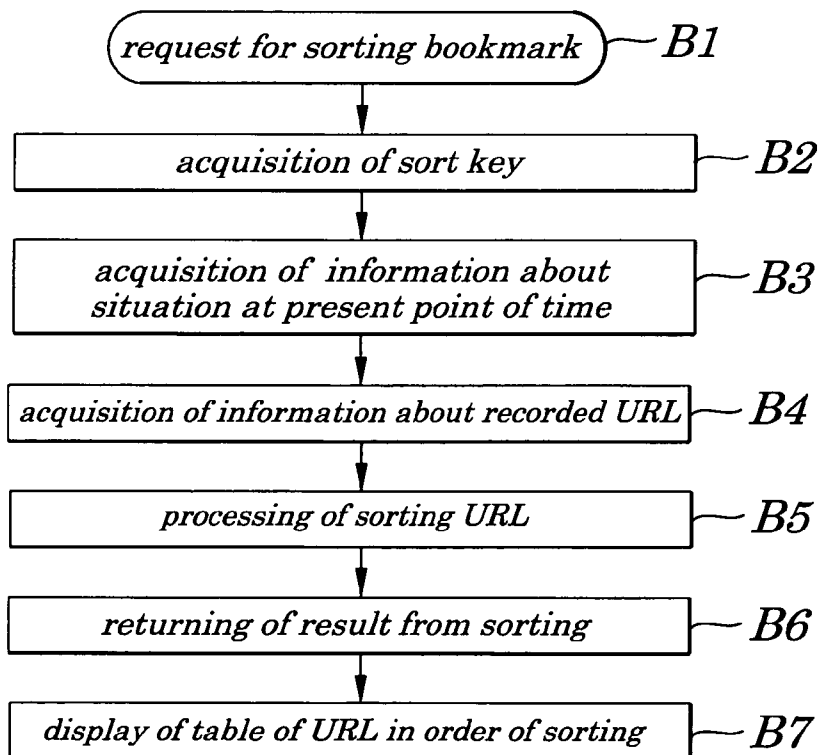 request for sorting bookmark B1
acquisition of sort key B2
acquisition of information about
situation at present point of time B3
acquisition of information about recorded URL B4
processing of sorting URL B5
returning of result from sorting B6
display of table of URL in order of sorting B7